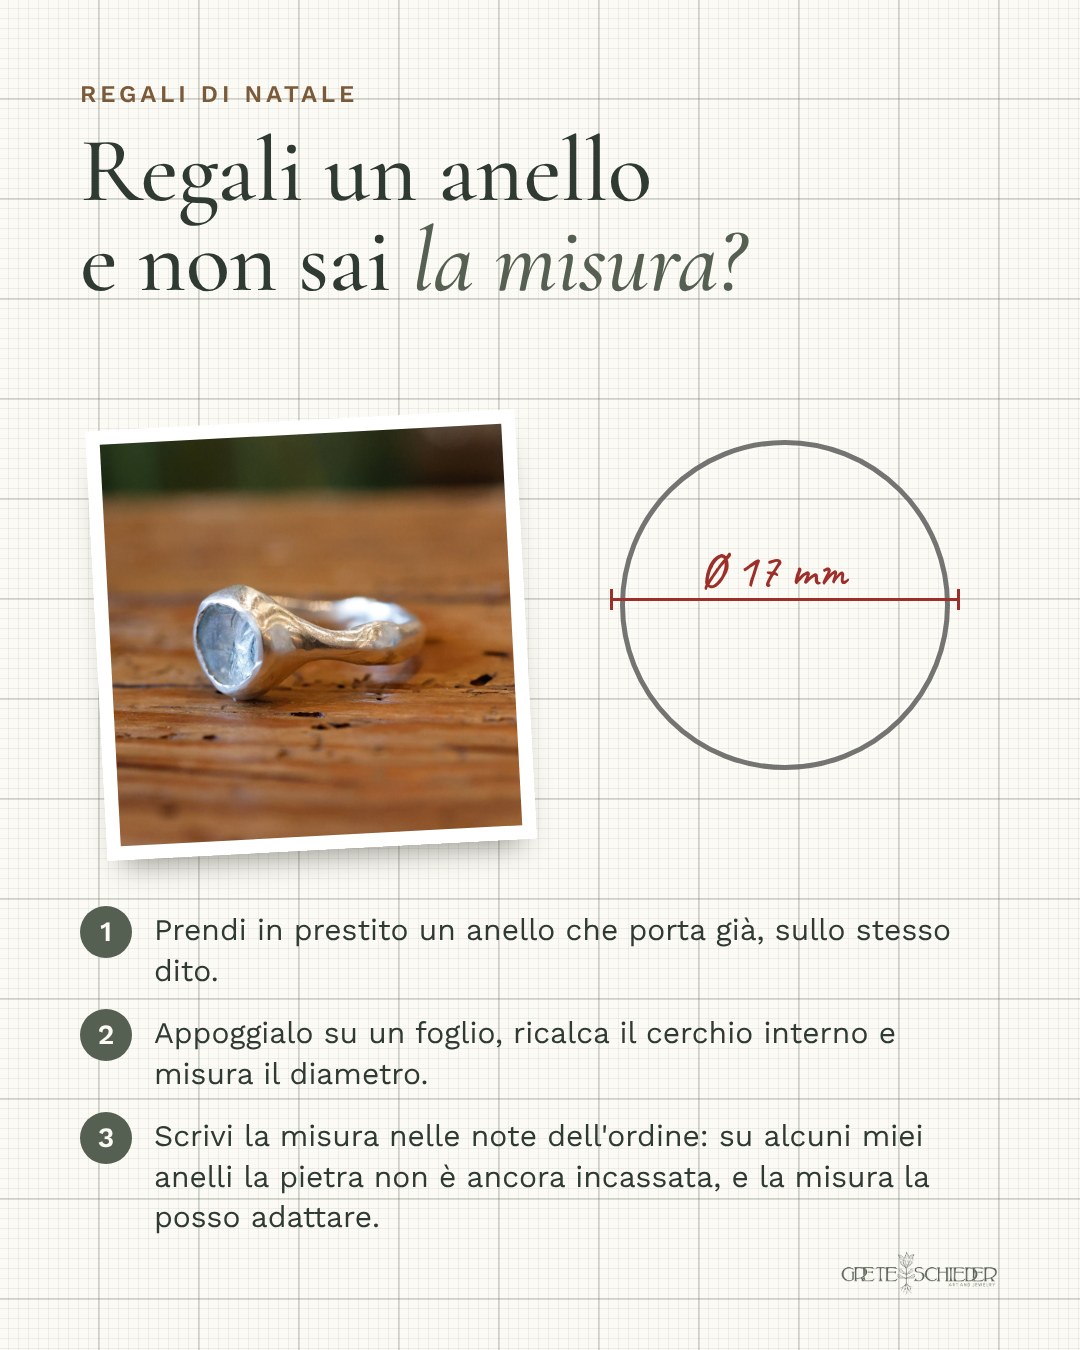 REGALI DI NATALE
Regali un anello
e non sai la misura?
Ø 17 mm
1 Prendi in prestito un anello che porta già, sullo stesso
dito.
2 Appoggialo su un foglio, ricalca il cerchio interno e
misura il diametro.
3 Scrivi la misura nelle note dell'ordine: su alcuni miei
anelli la pietra non è ancora incassata, e la misura la
posso adattare.
GRETE SCHIEDER
ART AND JEWELRY